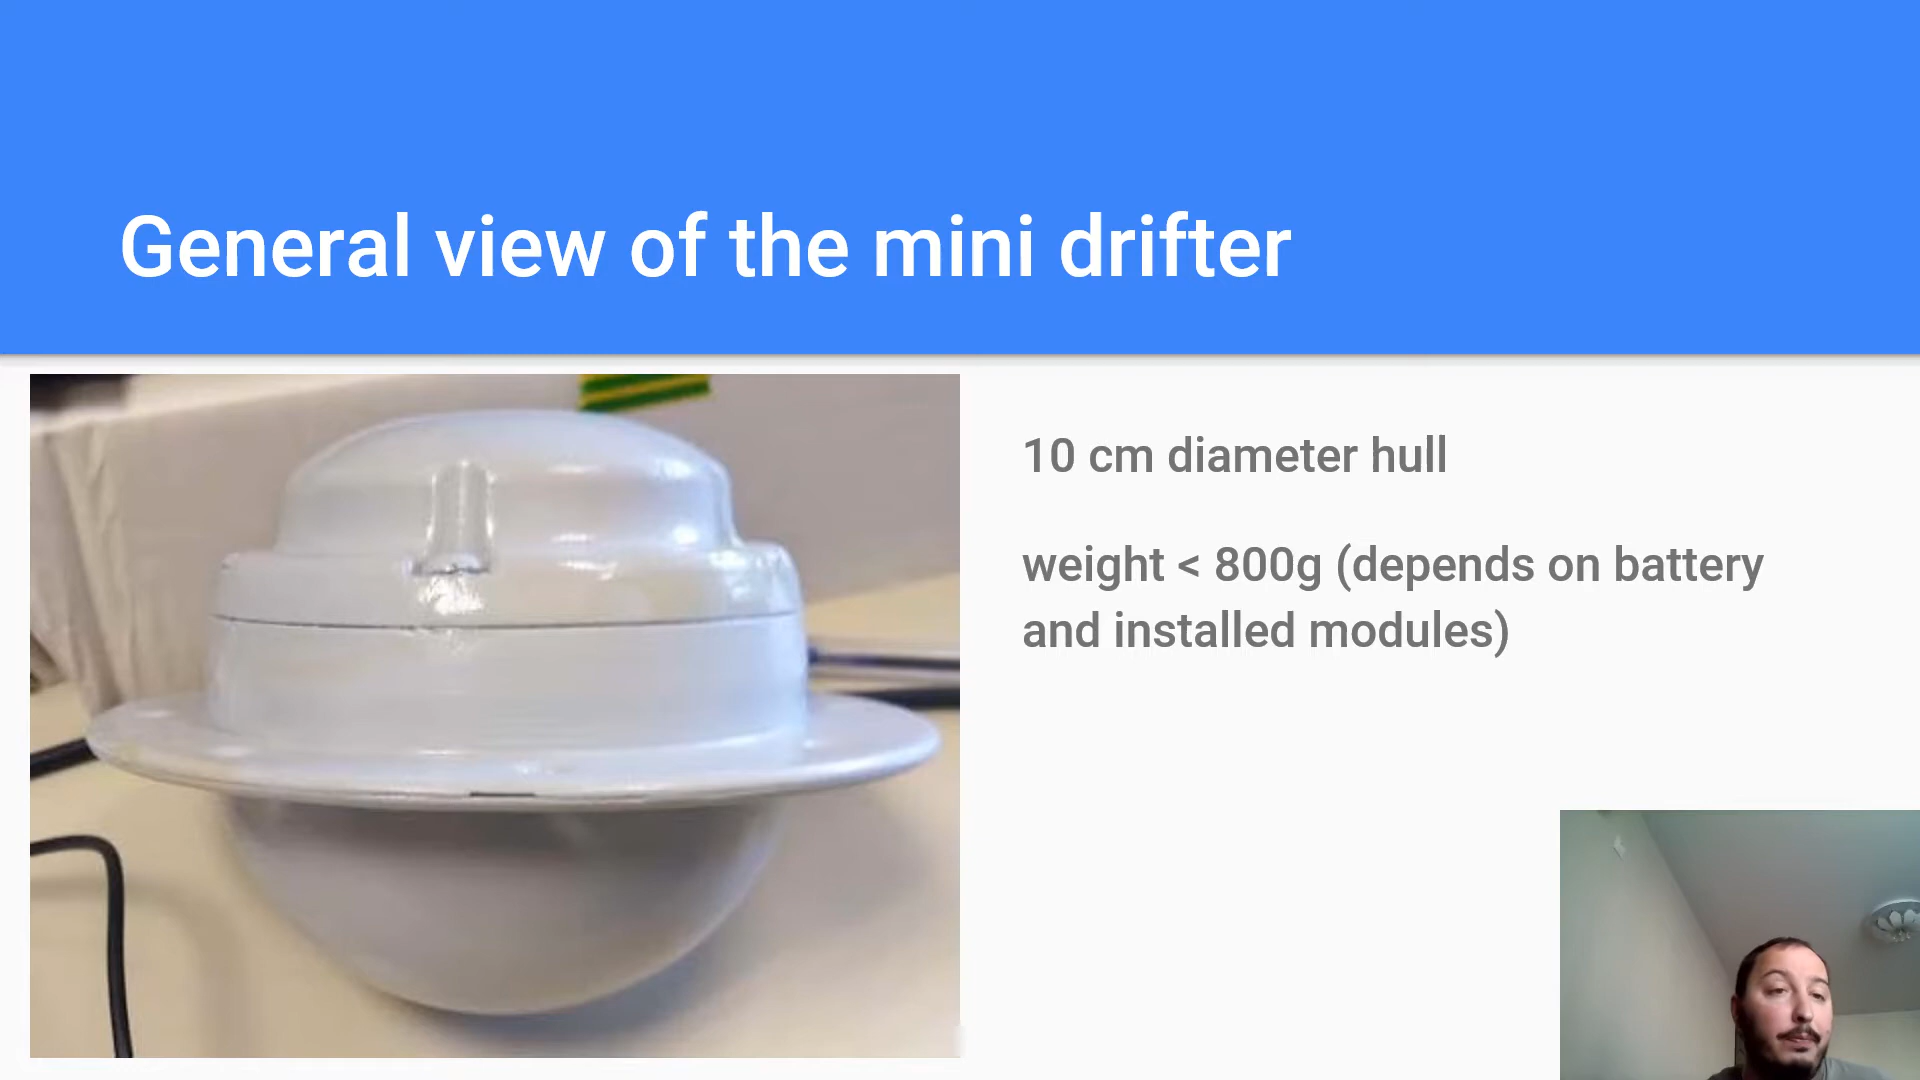 General view of the mini drifter
10 cm diameter hull
weight < 800g (depends on battery
and installed modules)